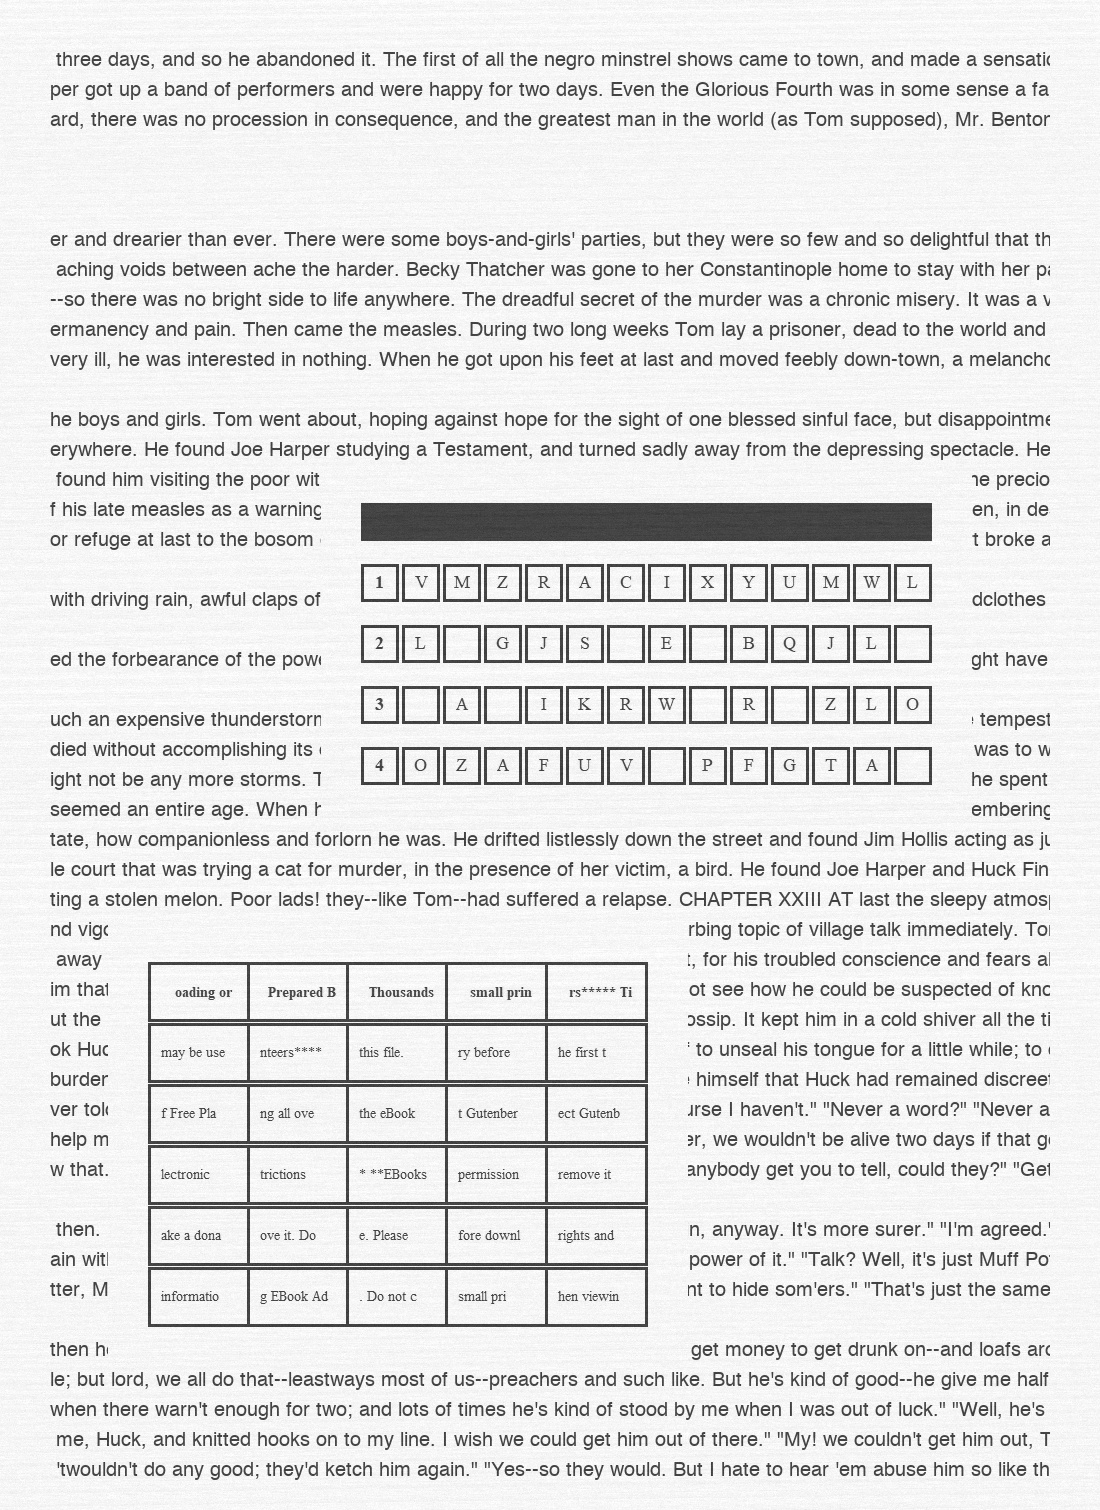 three days, and so he abandoned it. The first of all the negro minstrel shows came to town, and made a sensatio
per got up a band of performers and were happy for two days. Even the Glorious Fourth was in some sense a fa
ard, there was no procession in consequence, and the greatest man in the world (as Tom supposed), Mr. Benton
er and drearier than ever. There were some boys-and-girls' parties, but they were so few and so delightful that th
aching voids between ache the harder. Becky Thatcher was gone to her Constantinople home to stay with her pa
--so there was no bright side to life anywhere. The dreadful secret of the murder was a chronic misery. It was a v
ermanency and pain. Then came the measles. During two long weeks Tom lay a prisoner, dead to the world and
very ill, he was interested in nothing. When he got upon his feet at last and moved feebly down-town, a melancho
he boys and girls. Tom went about, hoping against hope for the sight of one blessed sinful face, but disappointme
erywhere. He found Joe Harper studying a Testament, and turned sadly away from the depressing spectacle. He
found him visiting the poor wit
he precio
f his late measles as a warning
en, in de
or refuge at last to the bosom
t broke a
with driving rain, awful claps of
dclothes
ed the forbearance of the powe
ght have
uch an expensive thunderstorm
tempest
died without accomplishing its
was to w
ight not be any more storms. T
he spent
seemed an entire age. When h
embering
1 V M Z R A C I X Y U M W L
2 L G J S E B Q J L
3 A I K R W R Z L O
4 O Z A F U V P F G T A
tate, how companionless and forlorn he was. He drifted listlessly down the street and found Jim Hollis acting as ju
le court that was trying a cat for murder, in the presence of her victim, a bird. He found Joe Harper and Huck Fin
ting a stolen melon. Poor lads! they--like Tom--had suffered a relapse. CHAPTER XXIII AT last the sleepy atmosp
nd vigo
rbing topic of village talk immediately. Tom
away
t, for his troubled conscience and fears al
im that
ot see how he could be suspected of kno
ut the
ossip. It kept him in a cold shiver all the ti
ok Huc
to unseal his tongue for a little while; to
burden
himself that Huck had remained discreet
ver told
urse I haven't." "Never a word?" "Never a
help m
er, we wouldn't be alive two days if that g
w that.
anybody get you to tell, could they?" "Get
then.
n, anyway. It's more surer." "I'm agreed."
ain with
power of it." "Talk? Well, it's just Muff Po
tter, M
nt to hide som'ers." "That's just the same
then he
get money to get drunk on--and loafs aro
oading or Prepared B Thousands small prin rs***** Ti
may be use nteers**** this file. ry before he first t
f Free Pla ng all ove the eBook t Gutenber ect Gutenb
lectronic trictions * **EBooks permission remove it
ake a dona ove it. Do e. Please fore downl rights and
informatio g EBook Ad . Do not c small pri hen viewin
le; but lord, we all do that--leastways most of us--preachers and such like. But he's kind of good--he give me half
when there warn't enough for two; and lots of times he's kind of stood by me when I was out of luck." "Well, he's
me, Huck, and knitted hooks on to my line. I wish we could get him out of there." "My! we couldn't get him out, T
'twouldn't do any good; they'd ketch him again." "Yes--so they would. But I hate to hear 'em abuse him so like th